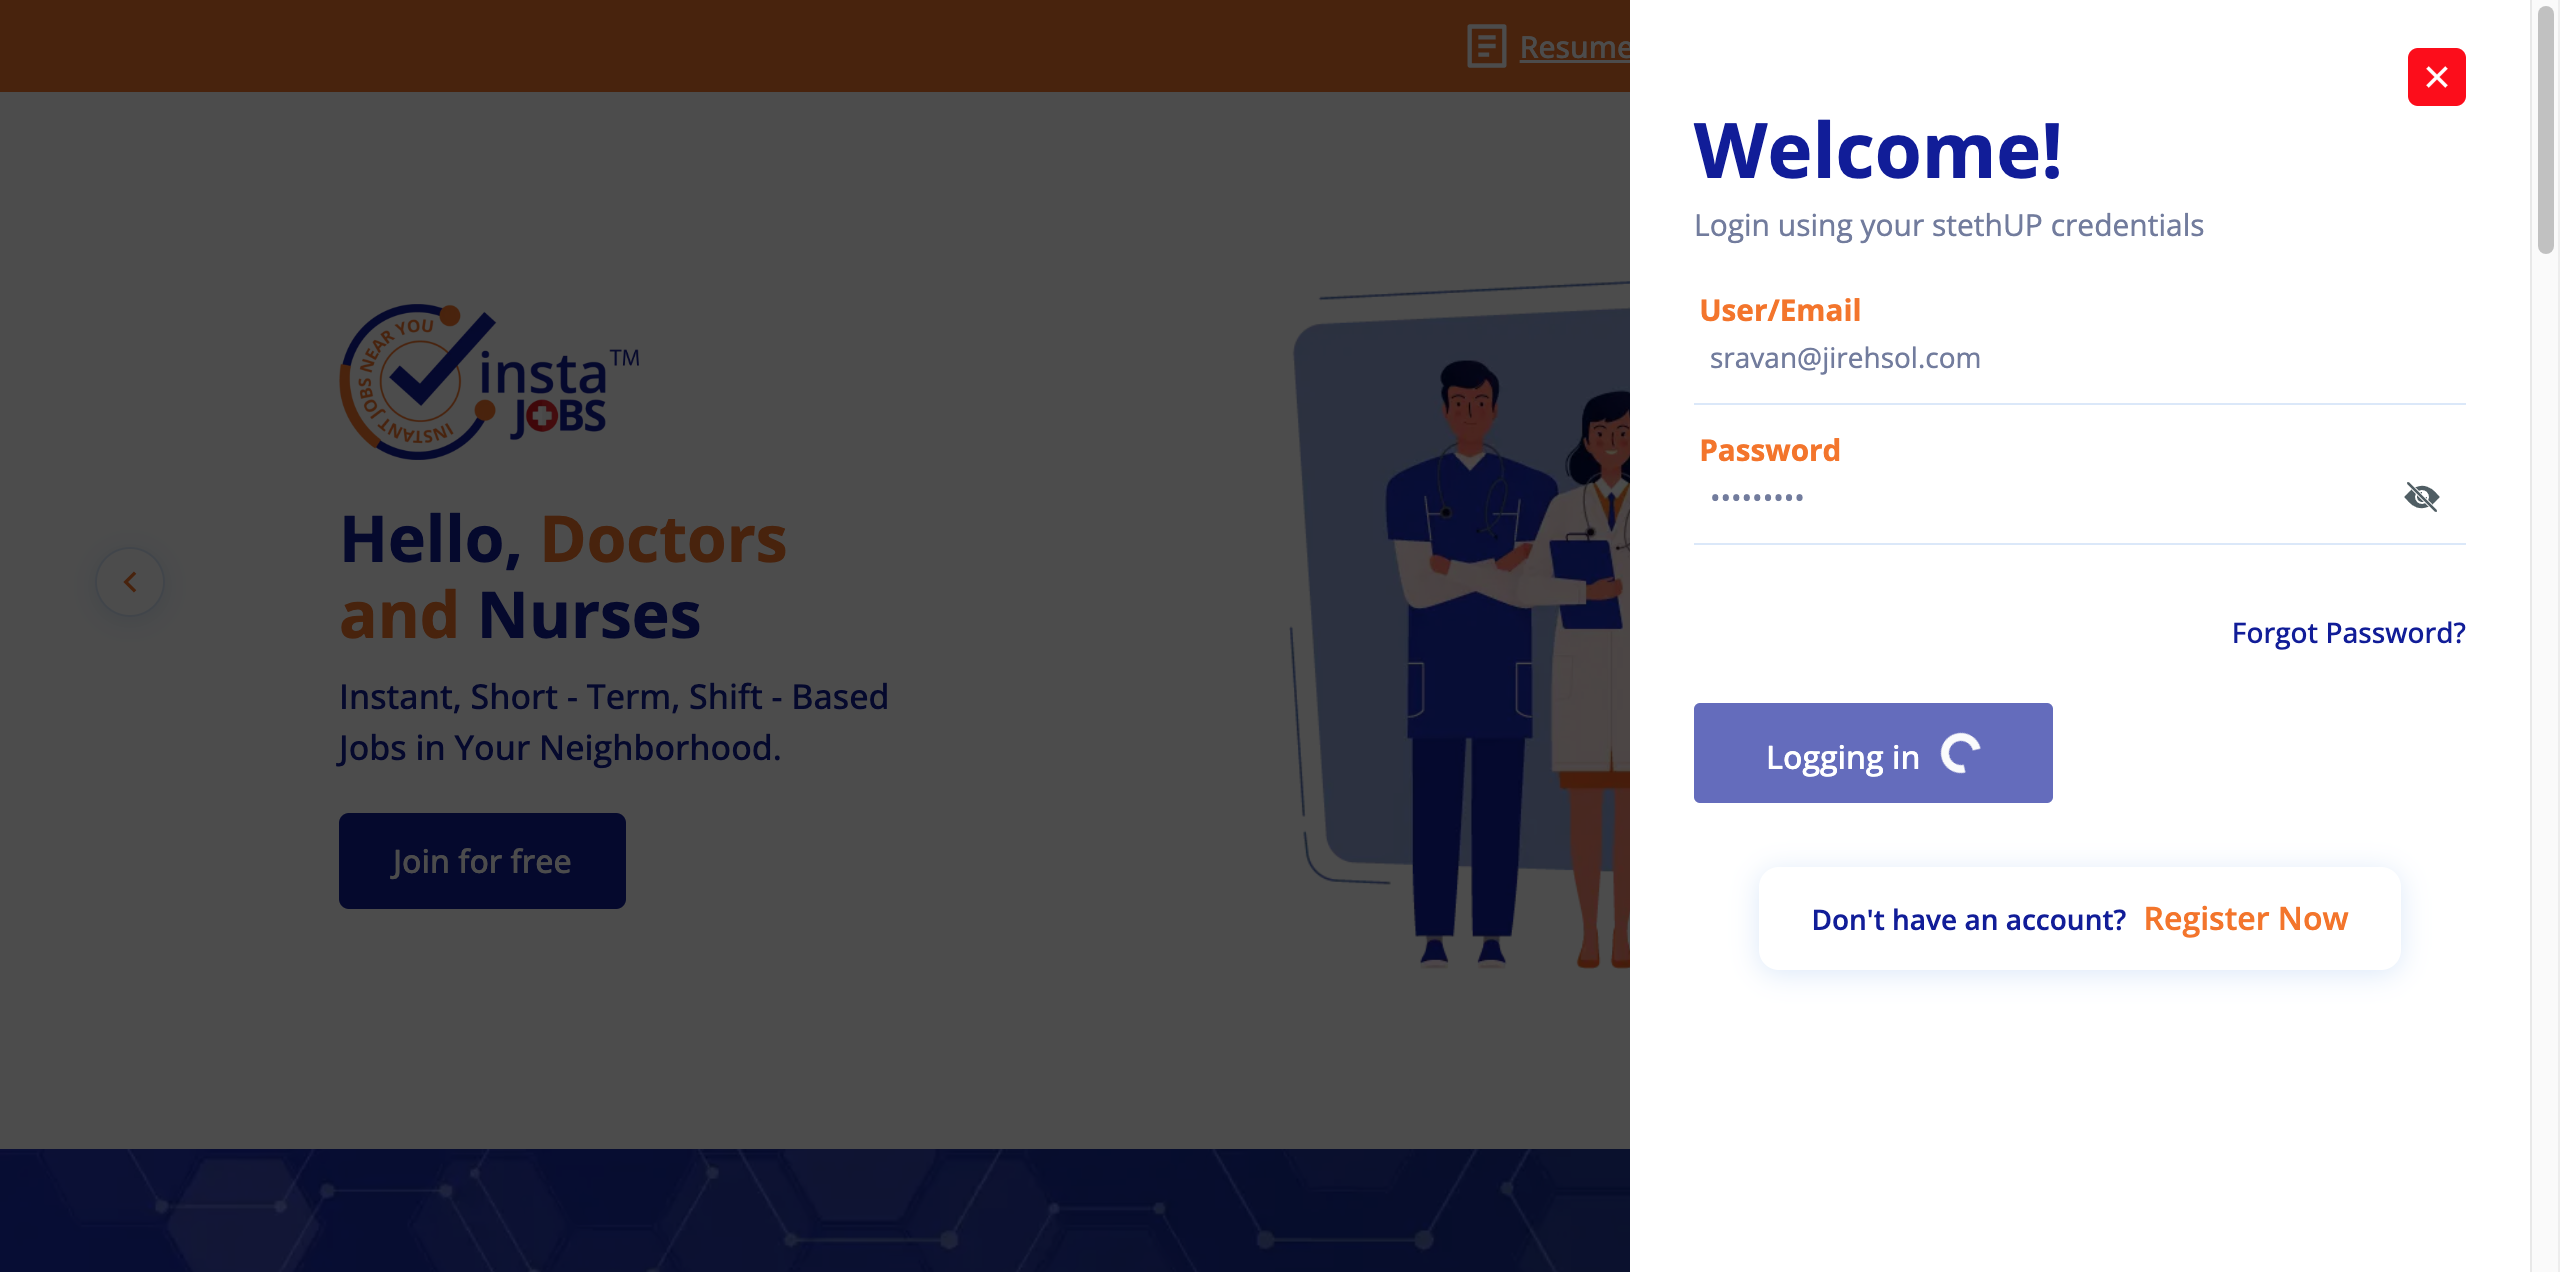 Resume
Welcome!
Login using your stethUP credentials
User/Email
sravan@jirehsol.com
Password
•••••••••
Forgot Password?
Logging in
Don't have an account? Register Now
INSTANT JOBS NEAR YOU
insta™
JOBS
Hello, Doctors
and Nurses
Instant, Short - Term, Shift - Based
Jobs in Your Neighborhood.
Join for free